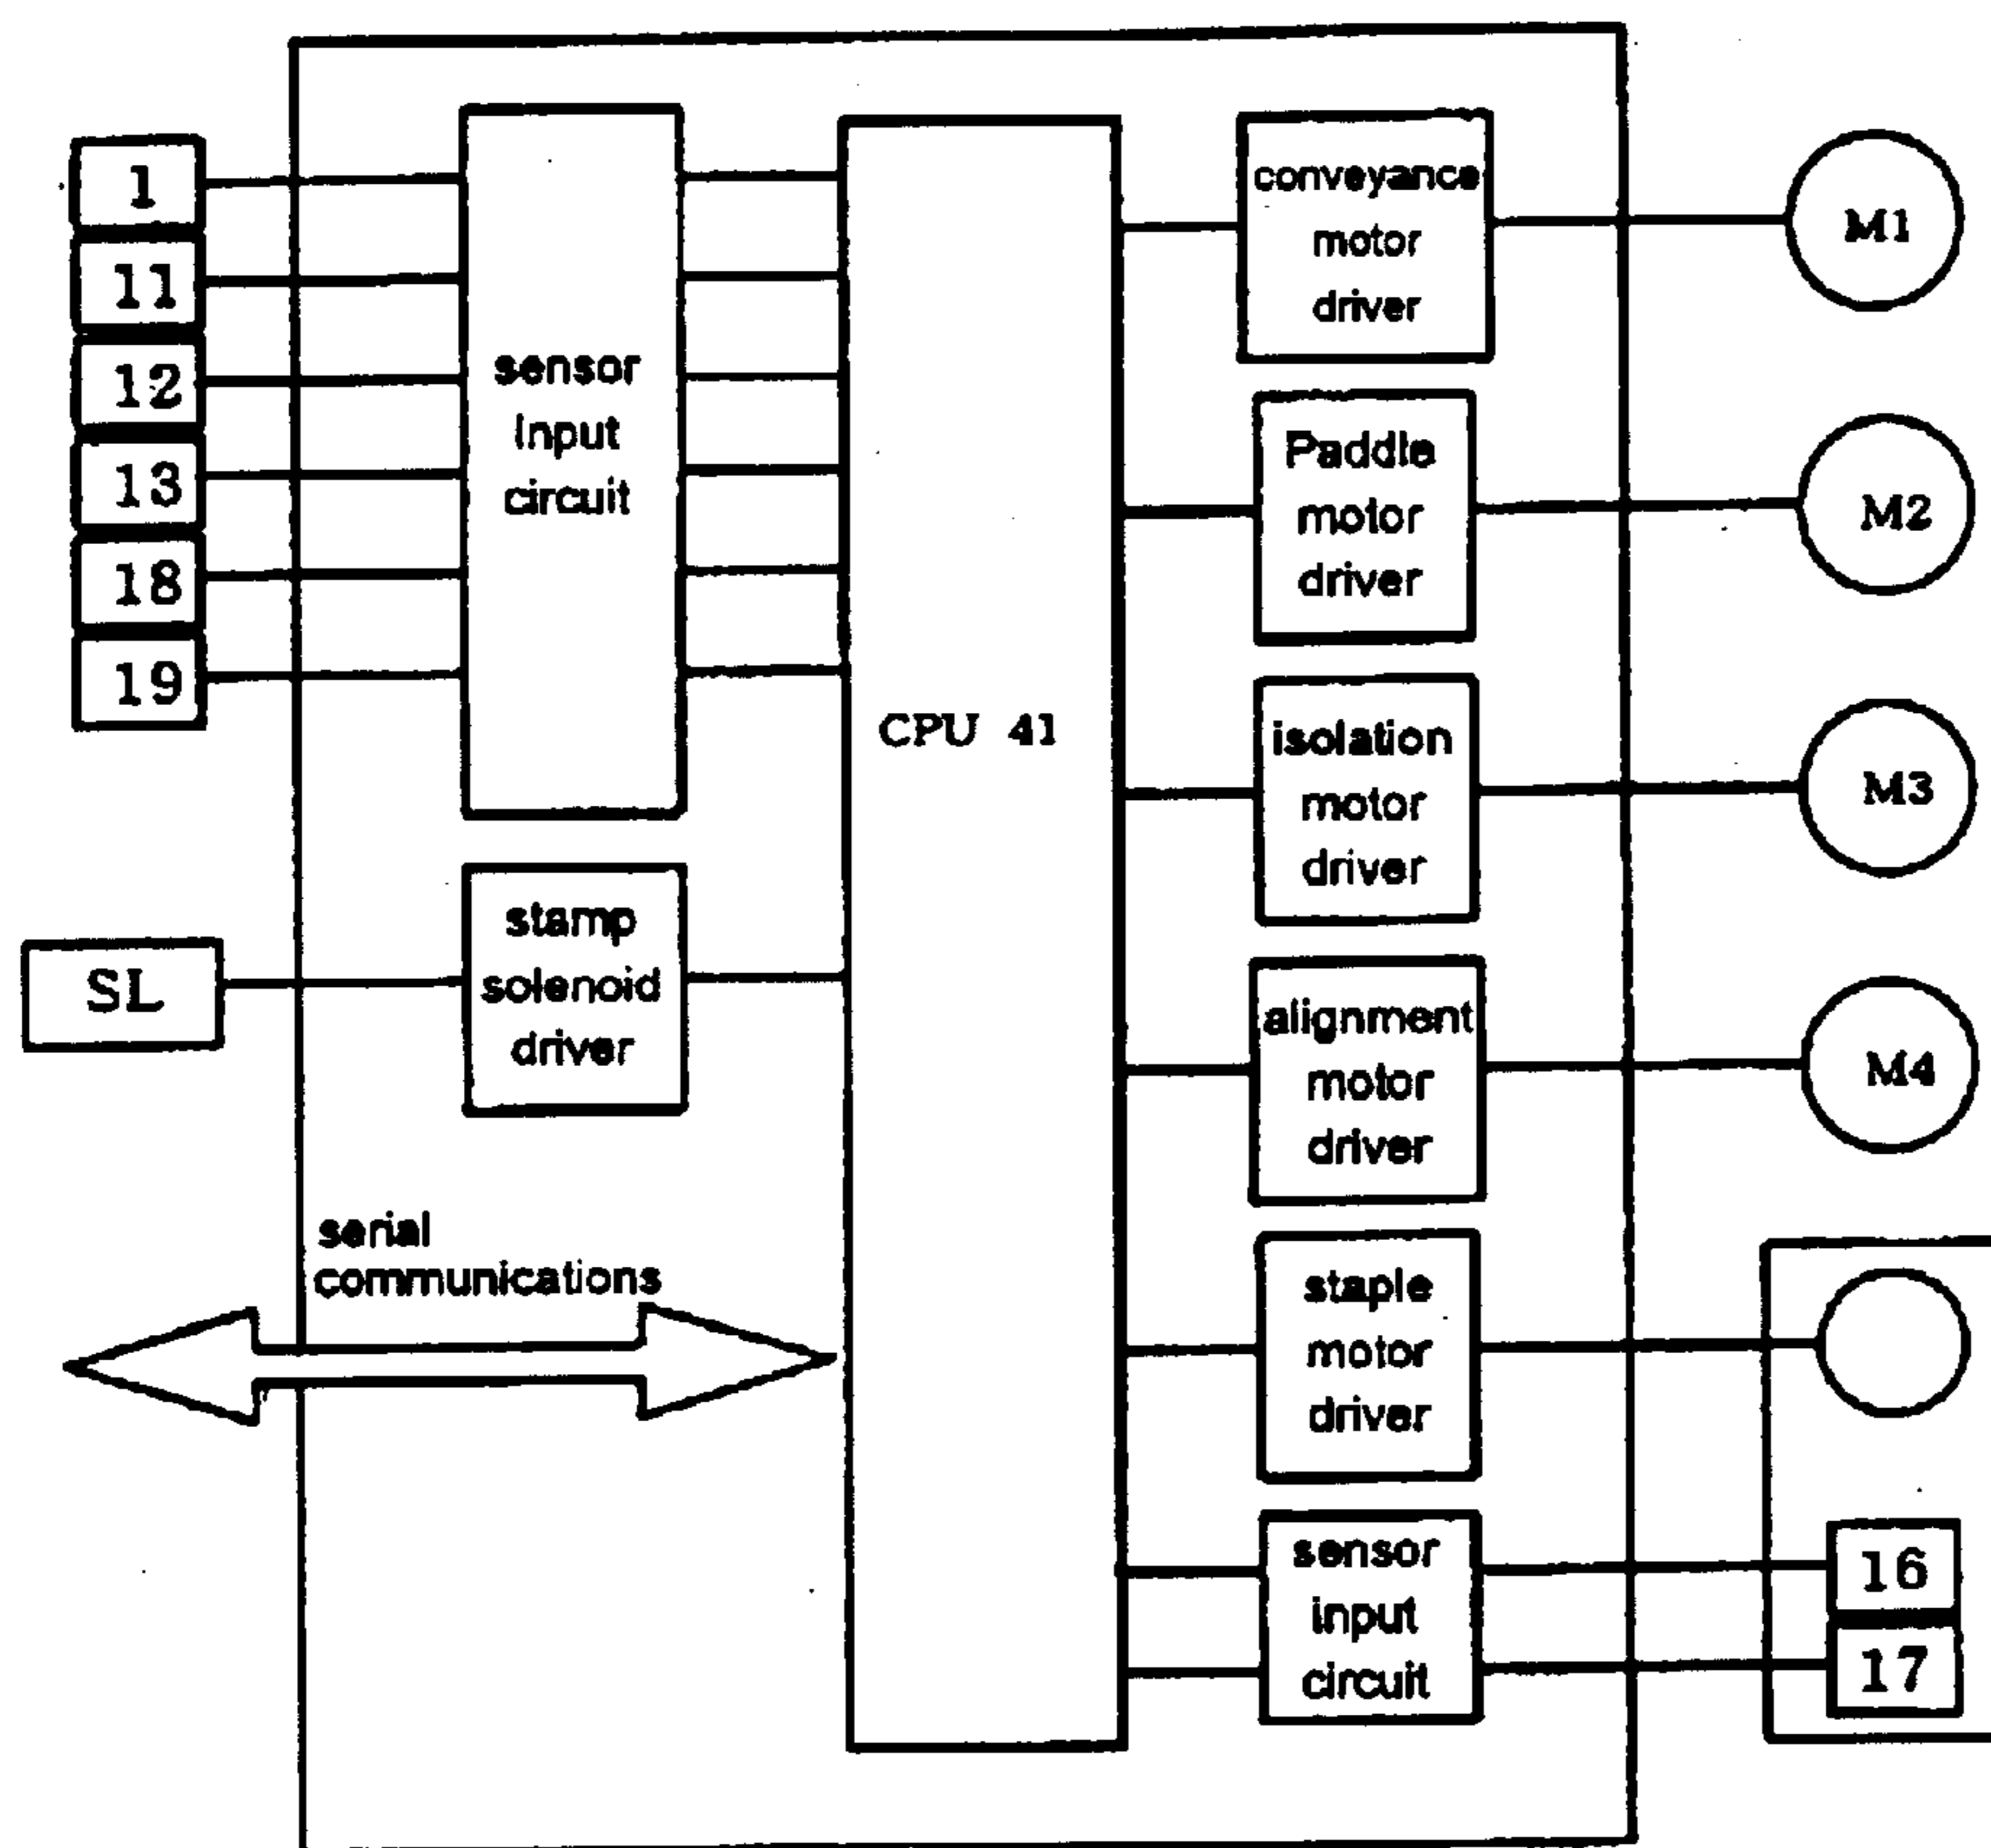 1
11
12
13
18
19
sensor
Input
circuit
SL
stamp
solenoid
driver
serial
communications
CPU 41
conveyance
motor
driver
Paddle
motor
driver
isolation
motor
driver
alignment
motor
driver
staple
motor
driver
sensor
input
circuit
M1
M2
M3
M4
16
17